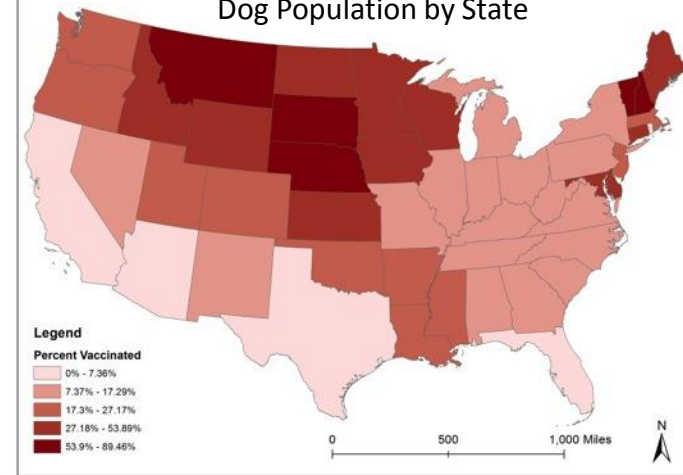 Dog Population by State
Legend
Percent Vaccinated
0% - 7.36%
7.37% - 17.29%
17.3% - 27.17%
27.18% - 53.89%
53.9% - 89.46%
0 500 1,000 Miles
N